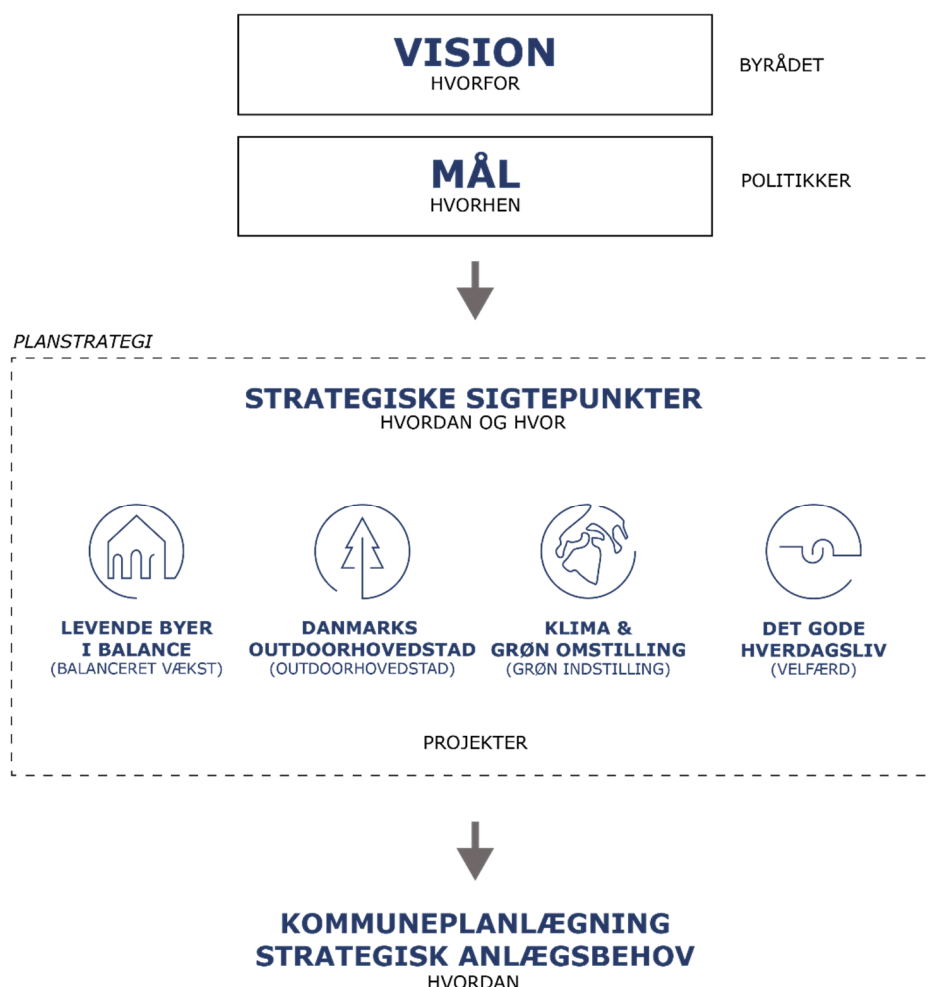 VISION
HVORFOR
BYRÅDET
MÅL
HVORHEN
POLITIKKER
PLANSTRATEGI
STRATEGISKE SIGTEPUNKTER
HVORDAN OG HVOR
LEVENDE BYER
I BALANCE
(BALANCERET VÆKST)
DANMARKS
OUTDOORHOVEDSTAD
(OUTDOORHOVEDSTAD)
KLIMA &
GRØN OMSTILLING
(GRØN INDSTILLING)
DET GODE
HVERDAGSLIV
(VELFÆRD)
PROJEKTER
KOMMUNEPLANLÆGNING
STRATEGISK ANLÆGSBEHOV
HVORDAN